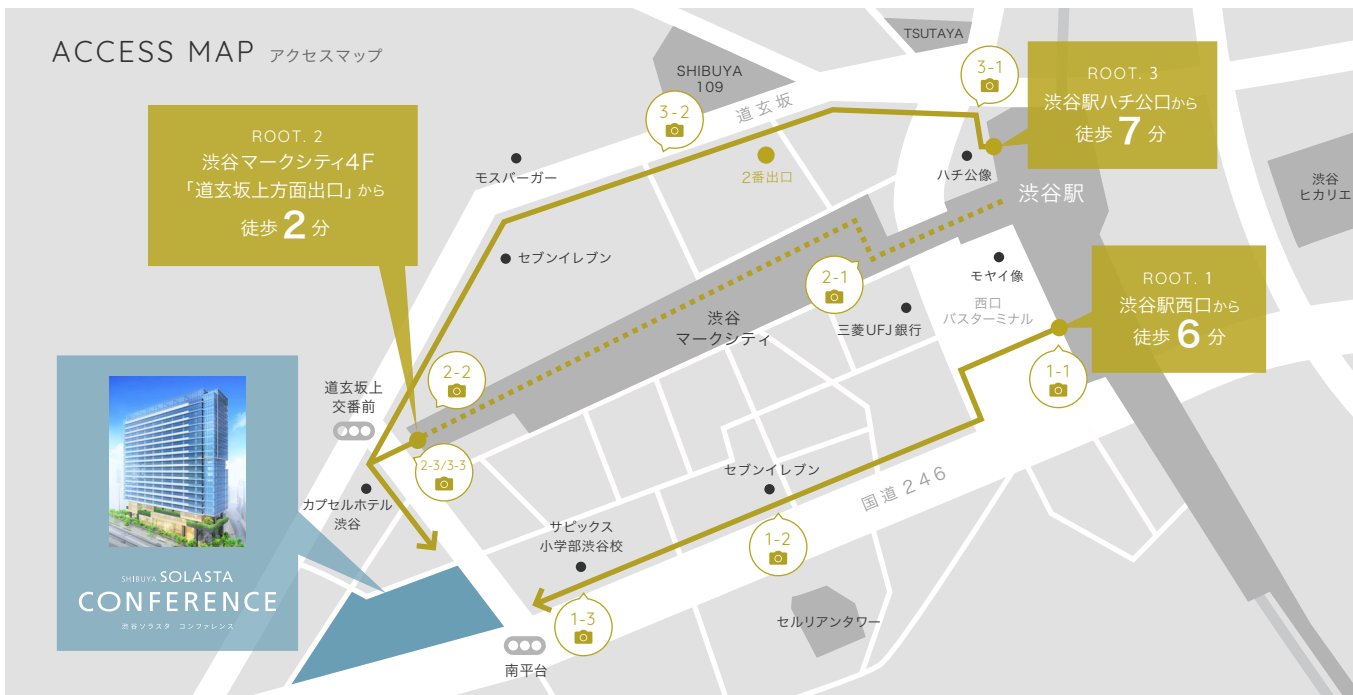 ACCESS MAP アクセスマップ
TSUTAYA
SHIBUYA
109
道玄坂
3-1
3-2
ROOT. 3
渋谷駅ハチ公口から
徒歩 7 分
ROOT. 2
渋谷マークシティ4F
「道玄坂上方面出口」から
徒歩 2 分
モスバーガー
2番出口
ハチ公像
渋谷駅
渋谷
ヒカリエ
セブンイレブン
2-1
モヤイ像
西口
バスターミナル
三菱UFJ銀行
渋谷
マークシティ
ROOT. 1
渋谷駅西口から
徒歩 6 分
1-1
2-2
道玄坂上
交番前
2-3/3-3
カプセルホテル
渋谷
セブンイレブン
国道246
サピックス
小学部渋谷校
1-2
1-3
セルリアンタワー
南平台
SHIBUYA SOLASTA
CONFERENCE
渋谷ソラスタ コンファレンス